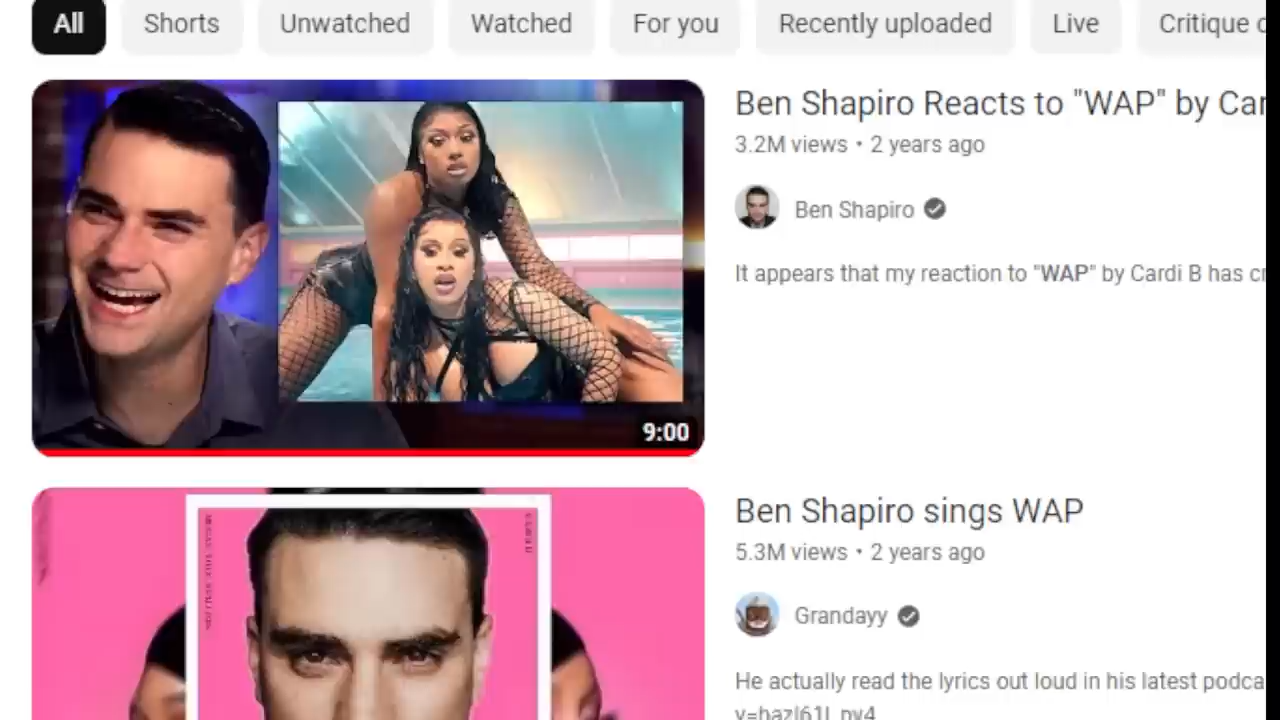 All
Shorts
Unwatched
Watched
For you
Recently uploaded
Live
Critique
Ben Shapiro Reacts to "WAP" by Car
3.2M views • 2 years ago
Ben Shapiro
It appears that my reaction to "WAP" by Cardi B has cr
9:00
Ben Shapiro sings WAP
5.3M views • 2 years ago
Grandayy
He actually read the lyrics out loud in his latest podca